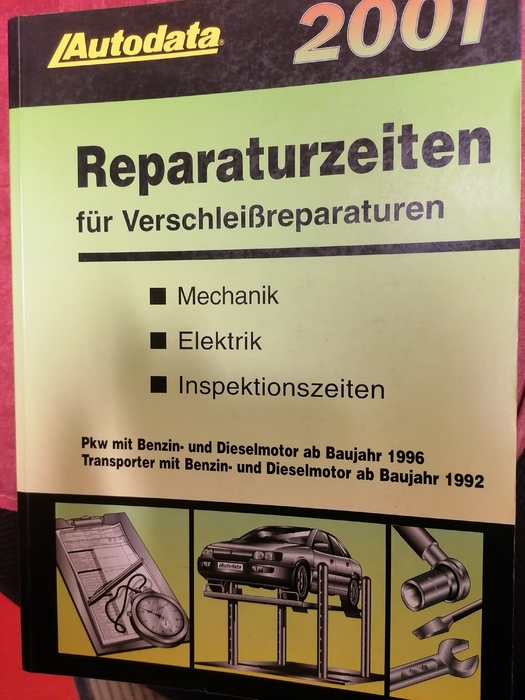 Autodata
2001
Reparaturzeiten
für Verschleißreparaturen
Mechanik
Elektrik
Inspektionszeiten
Pkw mit Benzin- und Dieselmotor ab Baujahr 1996
Transporter mit Benzin- und Dieselmotor ab Baujahr 1992
Autodata